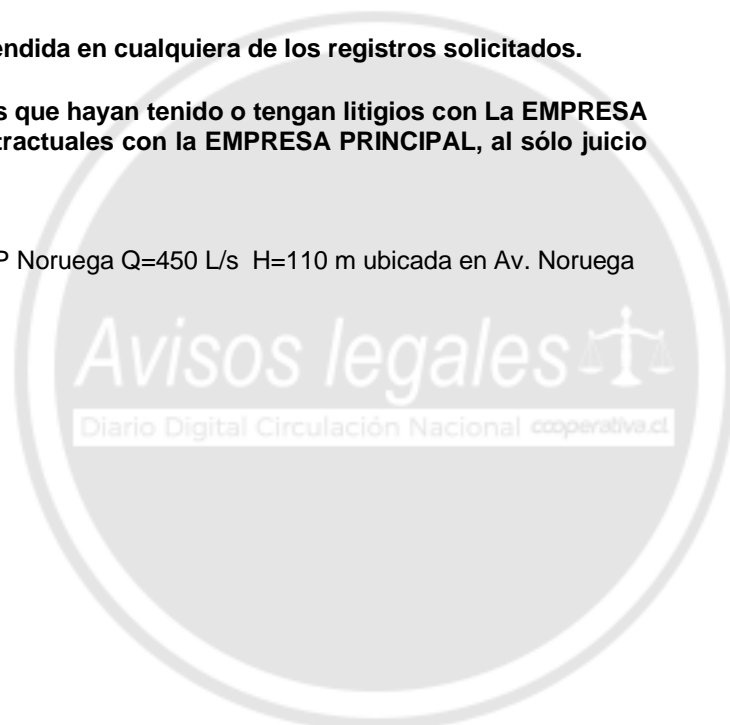 endida en cualquiera de los registros solicitados.
s que hayan tenido o tengan litigios con La EMPRESA
tractuales con la EMPRESA PRINCIPAL, al sólo juicio
P Noruega Q=450 L/s H=110 m ubicada en Av. Noruega
Avisos legales
Diario Digital Circulación Nacional cooperativa.cl